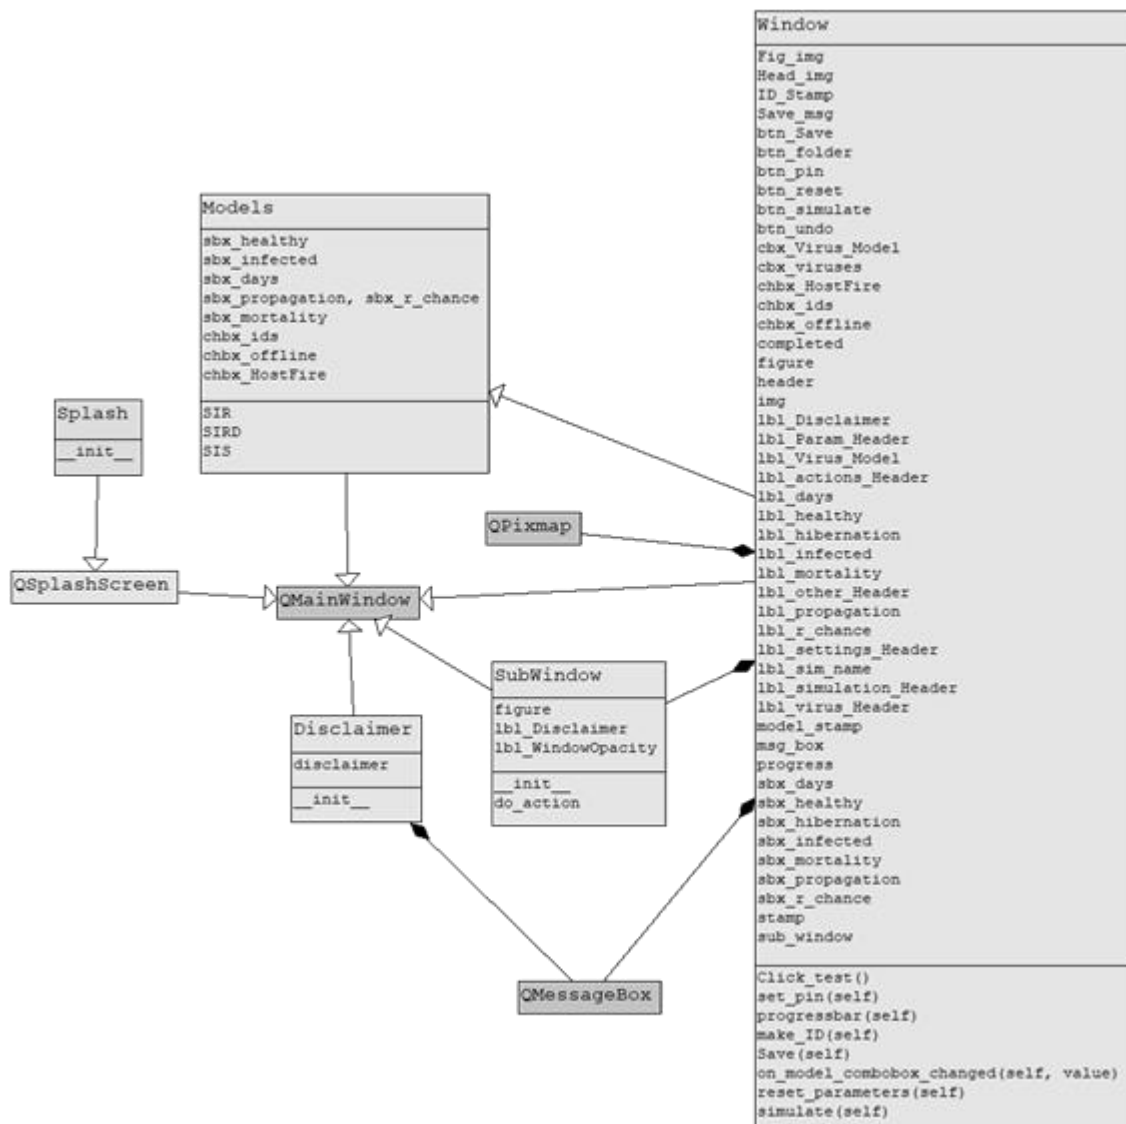 Window
Fig_img
Head_img
ID_Stamp
Save_msg
btn_Save
btn_folder
btn_pin
btn_reset
btn_simulate
btn_undo
cbx_Virus_Model
cbx_viruses
chbx_HostFire
chbx_ids
chbx_offline
completed
figure
header
img
lbl_Disclaimer
lbl_Param_Header
lbl_Virus_Model
lbl_actions_Header
lbl_days
lbl_healthy
lbl_hibernation
lbl_infected
lbl_mortality
lbl_other_Header
lbl_propagation
lbl_r_chance
lbl_settings_Header
lbl_sim_name
lbl_simulation_Header
lbl_virus_Header
model_stamp
msg_box
progress
sbx_days
sbx_healthy
sbx_hibernation
sbx_infected
sbx_mortality
sbx_propagation
sbx_r_chance
stamp
sub_window
Click_test()
set_pin(self)
progressbar(self)
make_ID(self)
Save(self)
on_model_combobox_changed(self, value)
reset_parameters(self)
simulate(self)
Models
sbx_healthy
sbx_infected
sbx_days
sbx_propagation, sbx_r_chance
sbx_mortality
chbx_ids
chbx_offline
chbx_HostFire
SIR
SIRD
SIS
Splash
__init__
QPixmap
QSplashScreen
QMainWindow
SubWindow
figure
lbl_Disclaimer
lbl_WindowOpacity
__init__
do_action
Disclaimer
disclaimer
__init__
QMessageBox